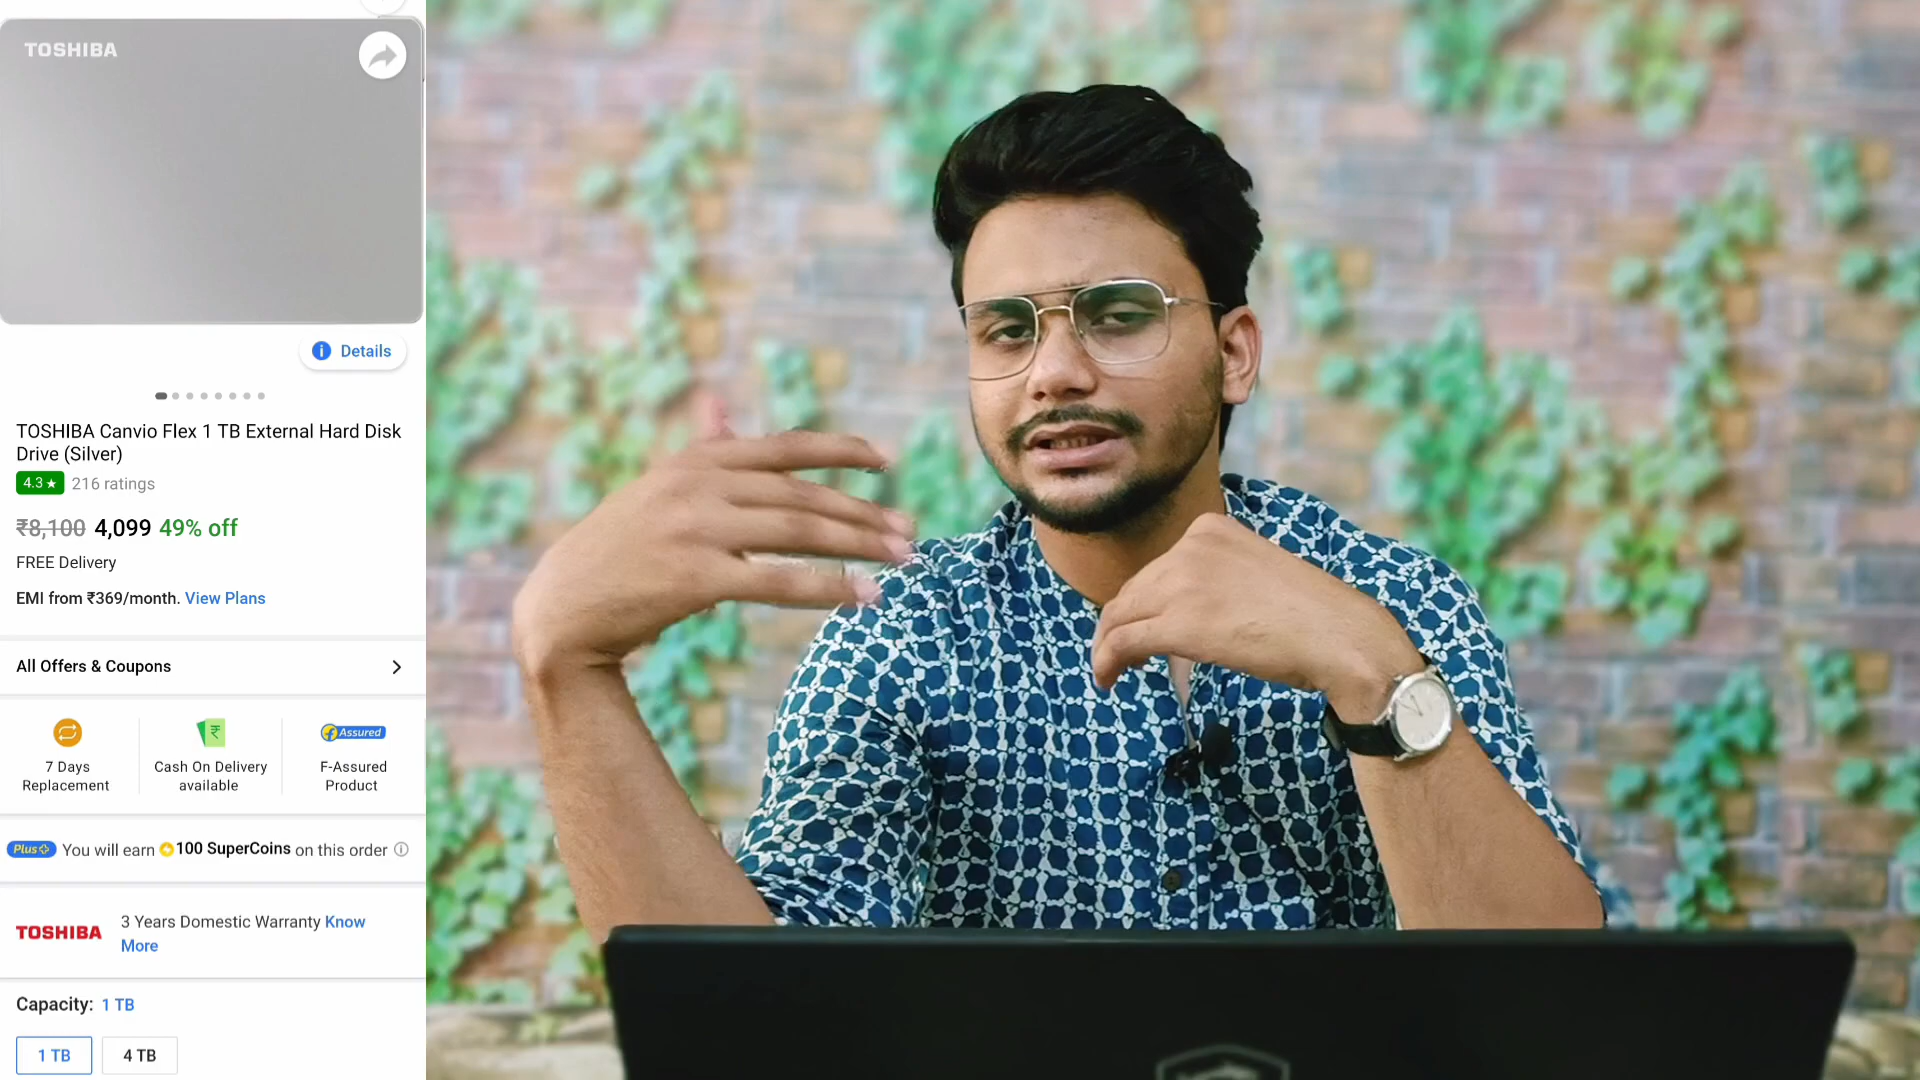 TOSHIBA
Details
TOSHIBA Canvio Flex 1 TB External Hard Disk
Drive (Silver)
4.3★ 216 ratings
₹8,100 4,099 49% off
FREE Delivery
EMI from ₹369/month. View Plans
All Offers & Coupons
7 Days
Replacement
Cash On Delivery
available
Assured
F-Assured
Product
Plus You will earn 100 SuperCoins on this order
TOSHIBA
3 Years Domestic Warranty Know
More
Capacity: 1 TB
1 TB 4 TB